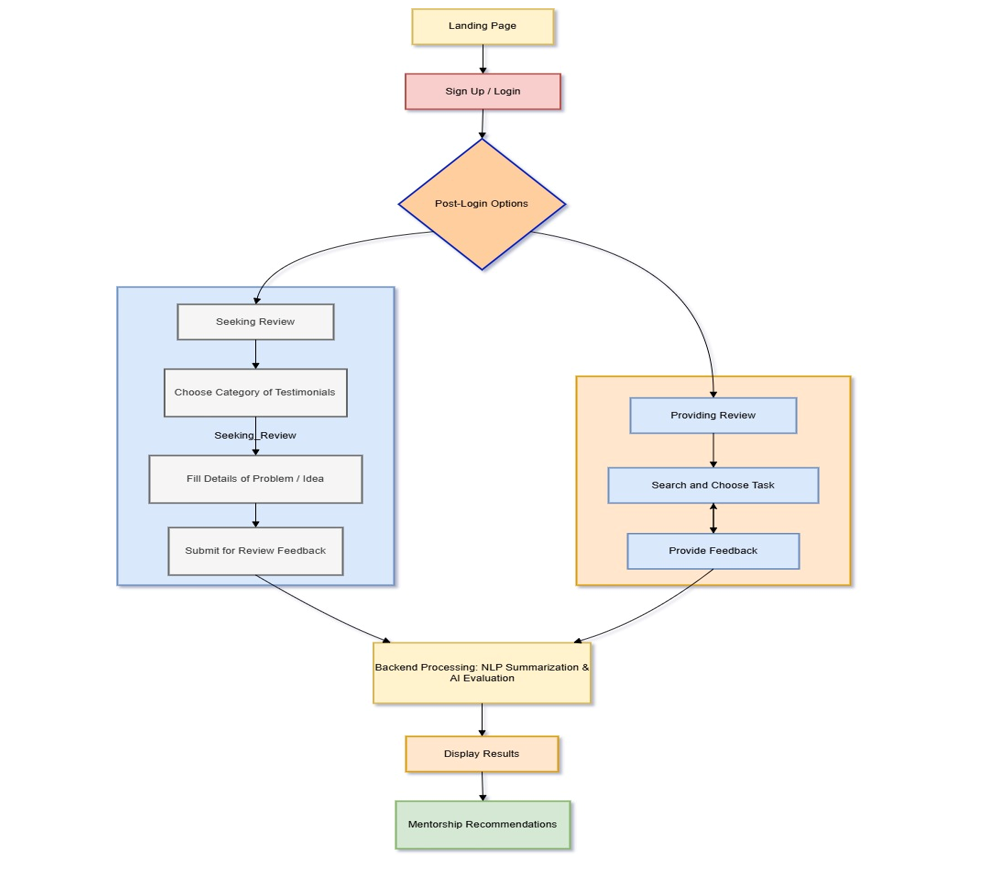 Landing Page
Sign Up / Login
Post-Login Options
Seeking Review
Choose Category of Testimonials
Seeking_Review
Fill Details of Problem / Idea
Submit for Review Feedback
Providing Review
Search and Choose Task
Provide Feedback
Backend Processing: NLP Summarization &
AI Evaluation
Display Results
Mentorship Recommendations